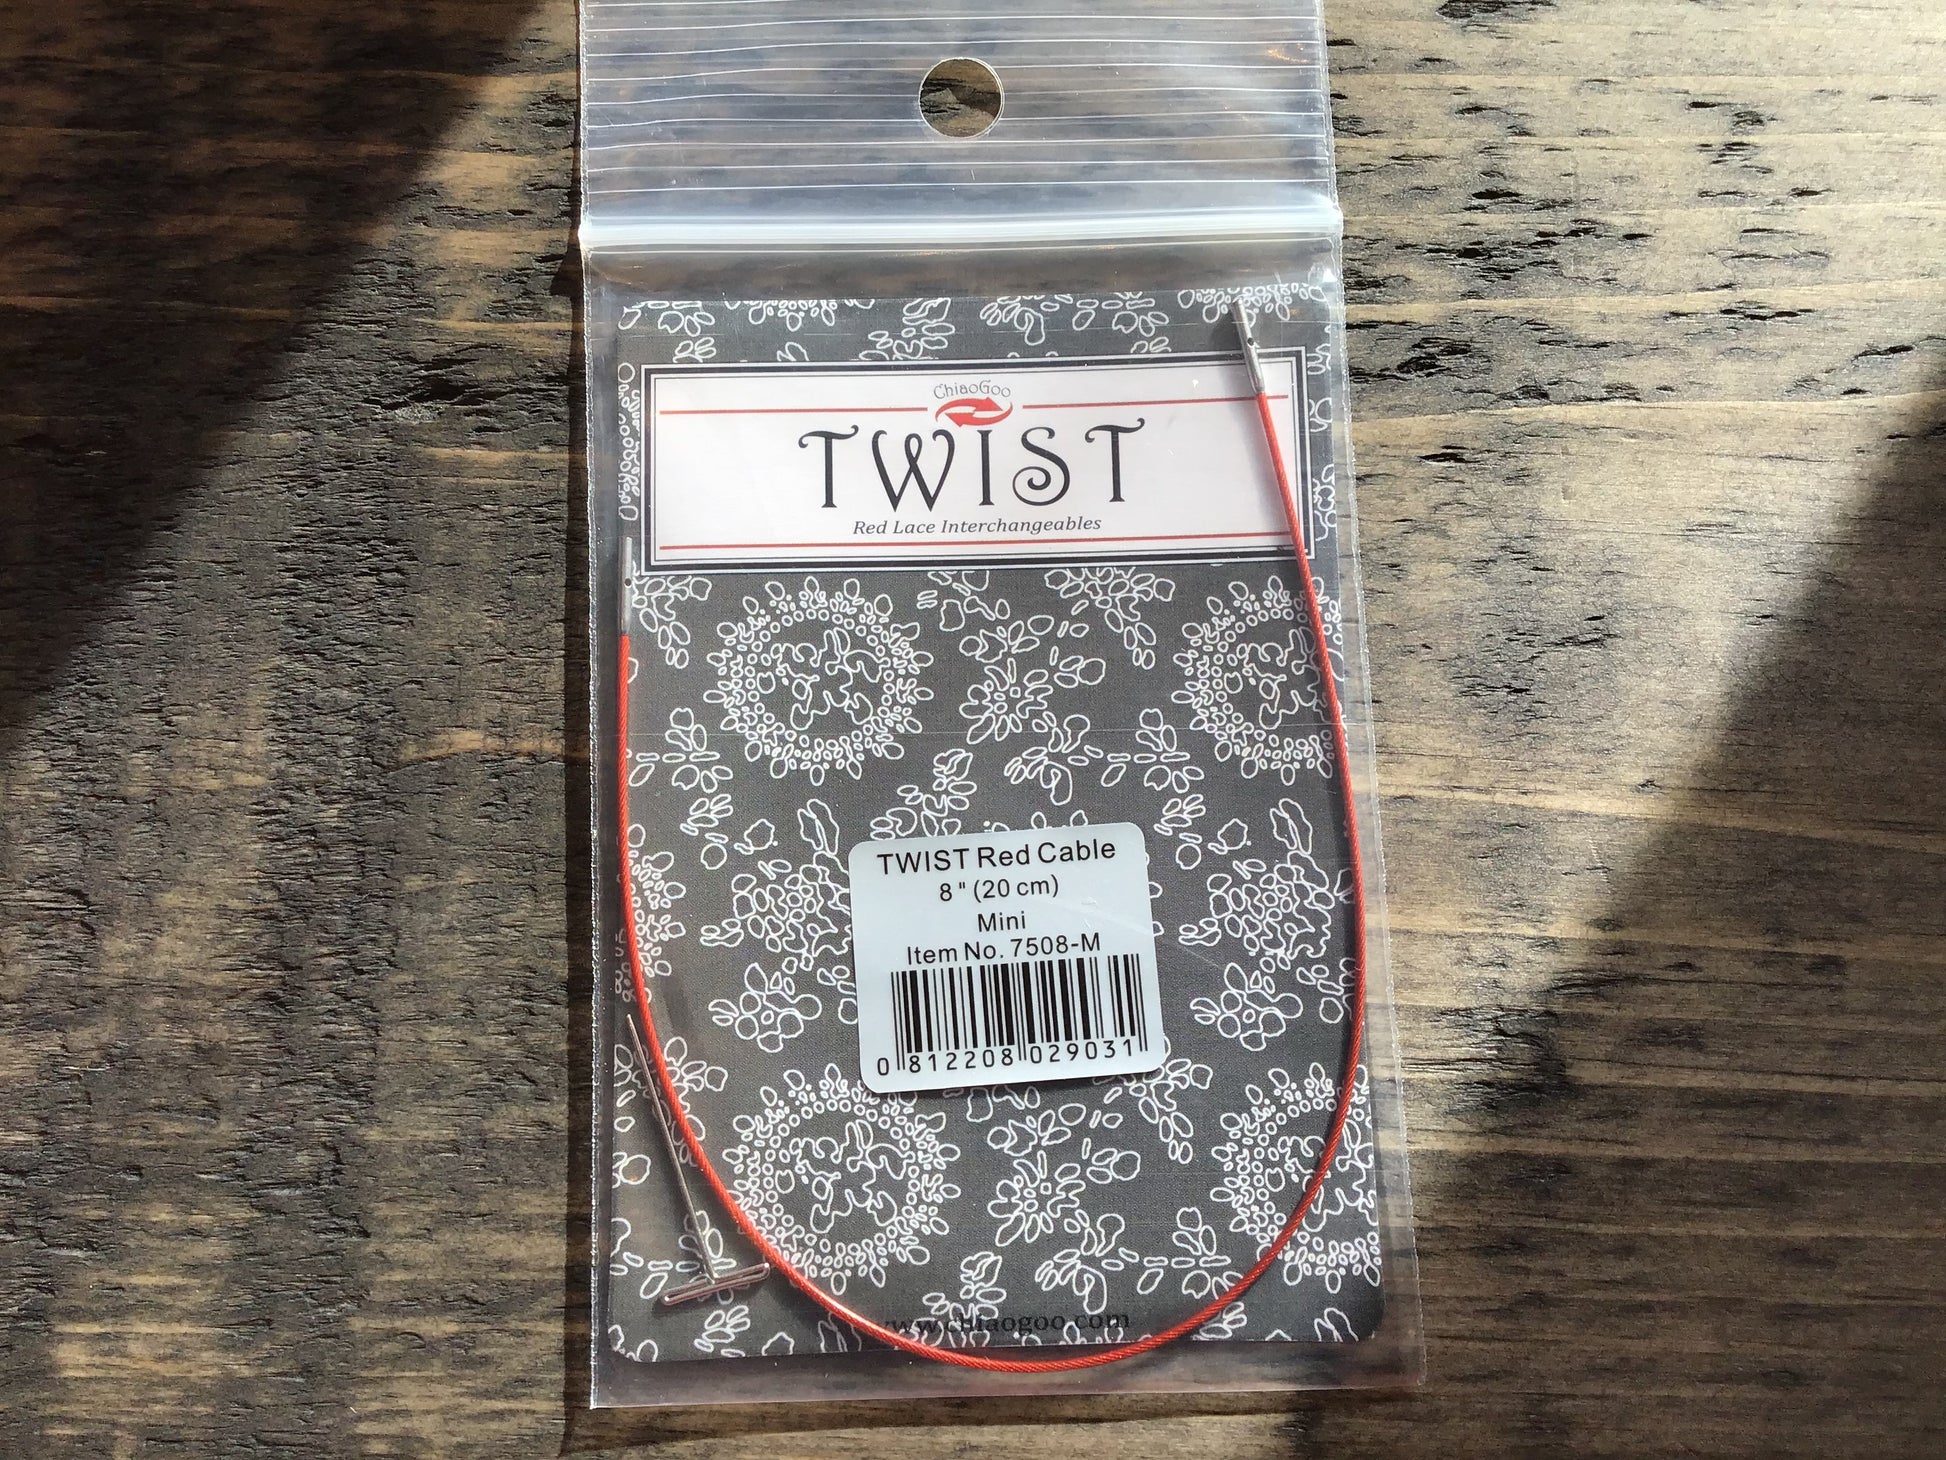 ChiaoGoo
TWIST
Red Lace Interchangeables
TWIST Red Cable
8" (20 cm)
Mini
Item No. 7508-M
0 812208 029031
www.chiaogoo.com